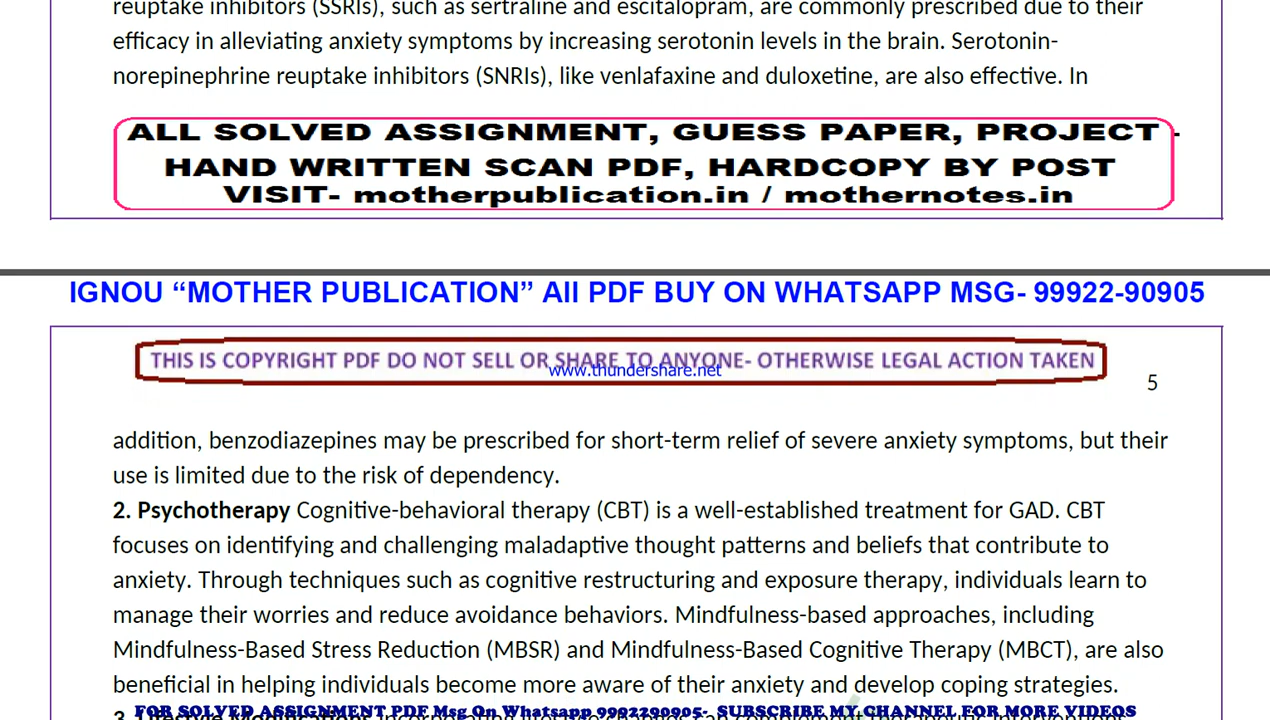 reuptake inhibitors (SSRIs), such as sertraline and escitalopram, are commonly prescribed due to their
efficacy in alleviating anxiety symptoms by increasing serotonin levels in the brain. Serotonin-
norepinephrine reuptake inhibitors (SNRIs), like venlafaxine and duloxetine, are also effective. In
ALL SOLVED ASSIGNMENT, GUESS PAPER, PROJECT -
HAND WRITTEN SCAN PDF, HARDCOPY BY POST
VISIT- motherpublication.in / mothernotes.in
IGNOU “MOTHER PUBLICATION” All PDF BUY ON WHATSAPP MSG- 99922-90905
THIS IS COPYRIGHT PDF DO NOT SELL OR SHARE TO ANYONE- OTHERWISE LEGAL ACTION TAKEN
www.thundershare.net
5
addition, benzodiazepines may be prescribed for short-term relief of severe anxiety symptoms, but their
use is limited due to the risk of dependency.
2. Psychotherapy Cognitive-behavioral therapy (CBT) is a well-established treatment for GAD. CBT
focuses on identifying and challenging maladaptive thought patterns and beliefs that contribute to
anxiety. Through techniques such as cognitive restructuring and exposure therapy, individuals learn to
manage their worries and reduce avoidance behaviors. Mindfulness-based approaches, including
Mindfulness-Based Stress Reduction (MBSR) and Mindfulness-Based Cognitive Therapy (MBCT), are also
beneficial in helping individuals become more aware of their anxiety and develop coping strategies.
FOR SOLVED ASSIGNMENT PDF Msg On Whatsapp 9992290905- SUBSCRIBE MY CHANNEL FOR MORE VIDEOS
3. Lifestyle Modifications